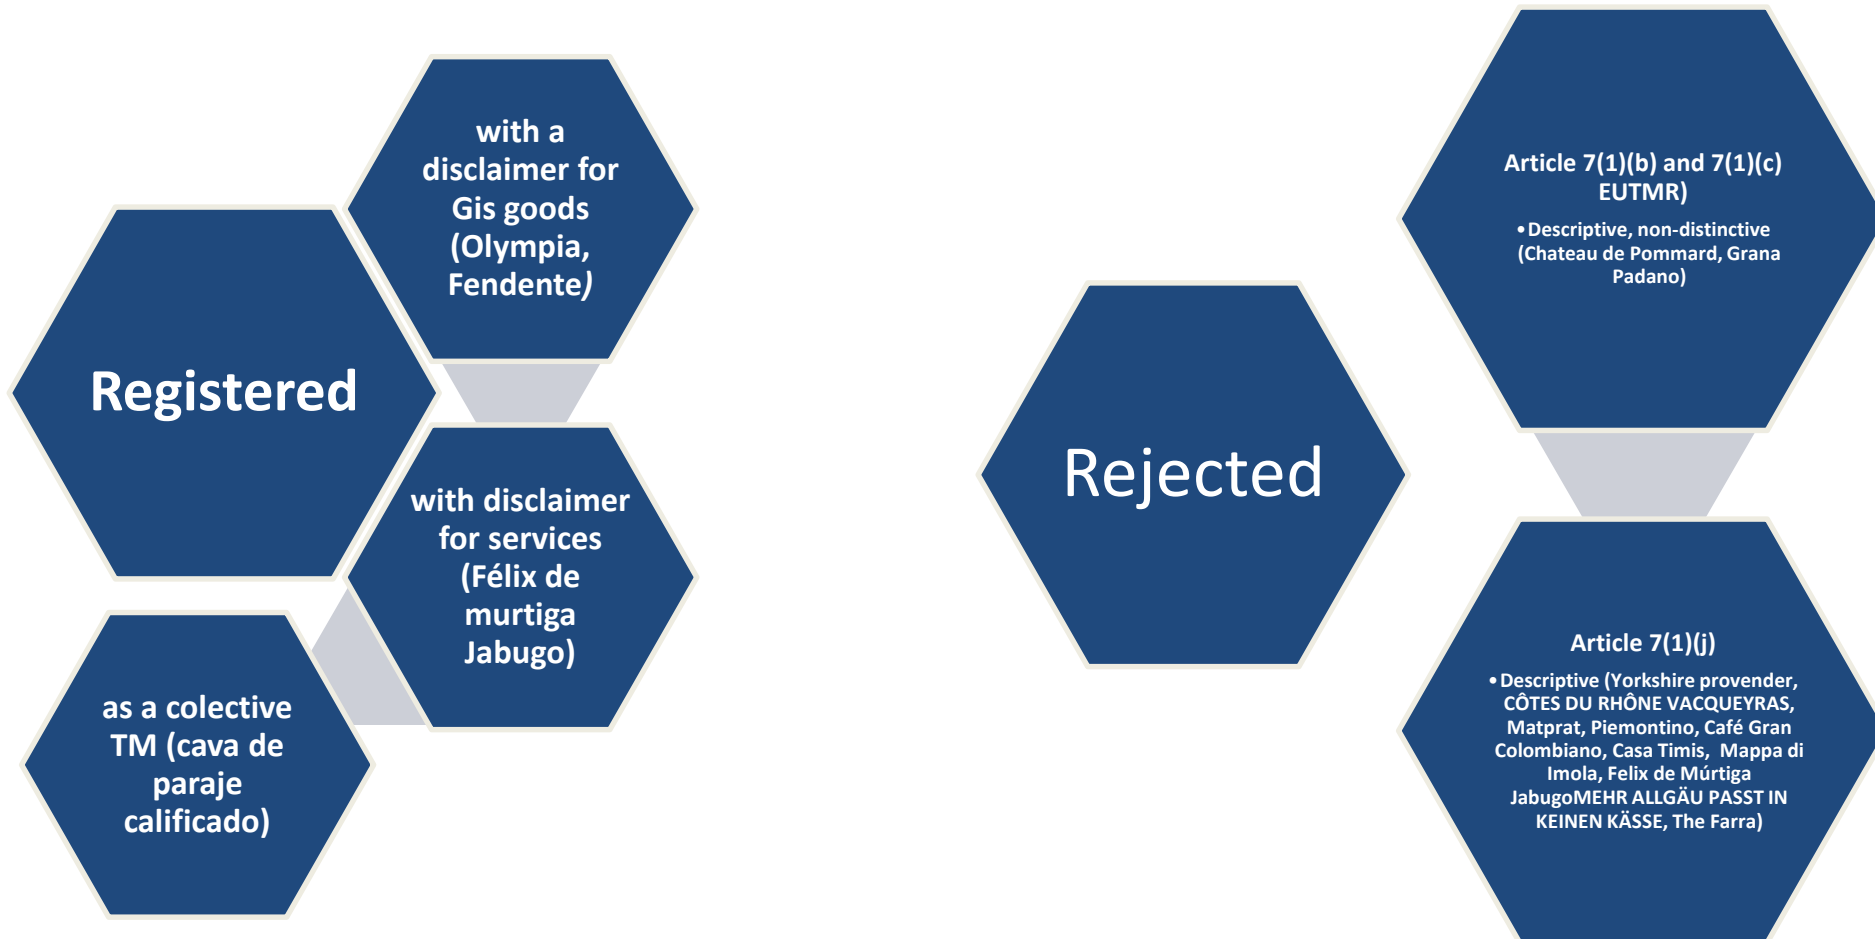 Registered
with a
disclaimer for
Gis goods
(Olympia,
Fendente)
with disclaimer
for services
(Félix de
murtiga
Jabugo)
as a colective
TM (cava de
paraje
calificado)
Rejected
Article 7(1)(b) and 7(1)(c)
EUTMR)
•Descriptive, non-distinctive
(Chateau de Pommard, Grana
Padano)
Article 7(1)(j)
•Descriptive (Yorkshire provender,
CÔTES DU RHÔNE VACQUEYRAS,
Matprat, Piemontino, Café Gran
Colombiano, Casa Timis, Mappa di
Imola, Felix de Múrtiga
JabugoMEHR ALLGÄU PASST IN
KEINEN KÄSSE, The Farra)